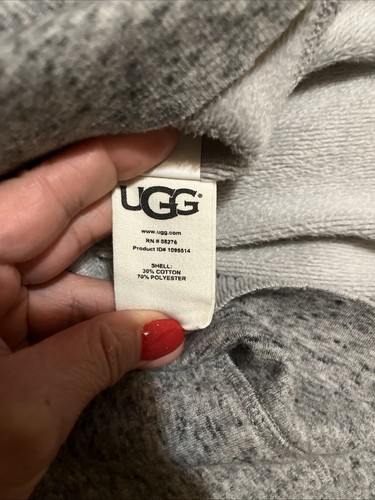 UGG®
www.ugg.com
RN # 88276
Product ID# 1095514
SHELL:
30% COTTON
70% POLYESTER